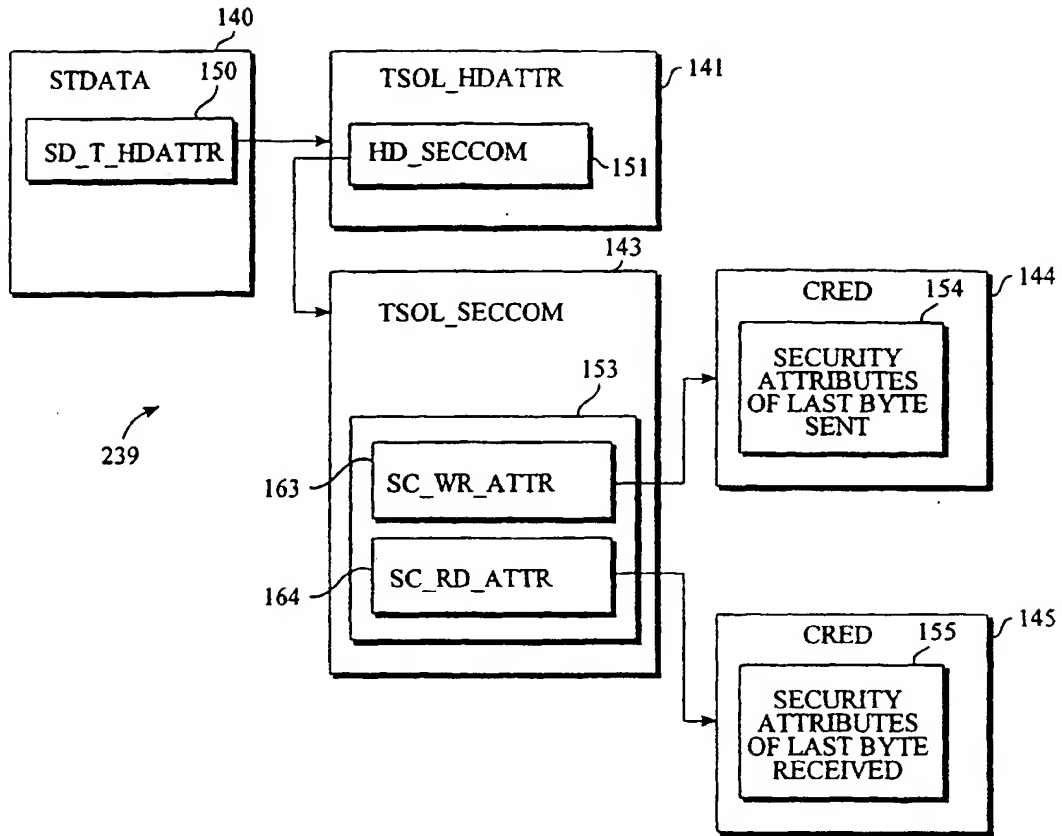 140
STDATA
150
SD_T_HDATTR
TSOL_HDATTR
141
HD_SECCOM
151
143
TSOL_SECCOM
153
163
SC_WR_ATTR
164
SC_RD_ATTR
239
CRED
144
154
SECURITY
ATTRIBUTES
OF LAST BYTE
SENT
CRED
145
155
SECURITY
ATTRIBUTES
OF LAST BYTE
RECEIVED